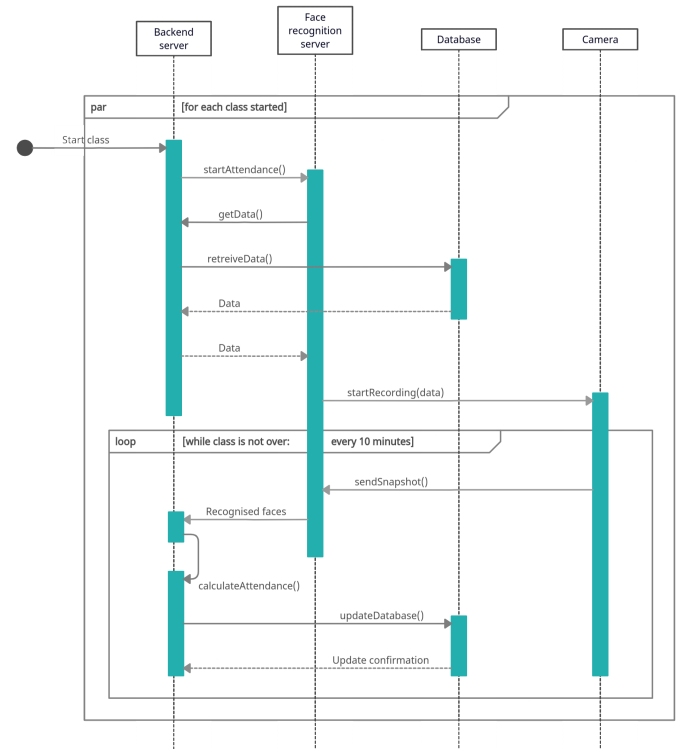 Backend
server
Face
recognition
server
Database
Camera
par [for each class started]
Start class
startAttendance()
getData()
retreiveData()
Data
Data
startRecording(data)
loop [while class is not over: every 10 minutes]
sendSnapshot()
Recognised faces
calculateAttendance()
updateDatabase()
Update confirmation